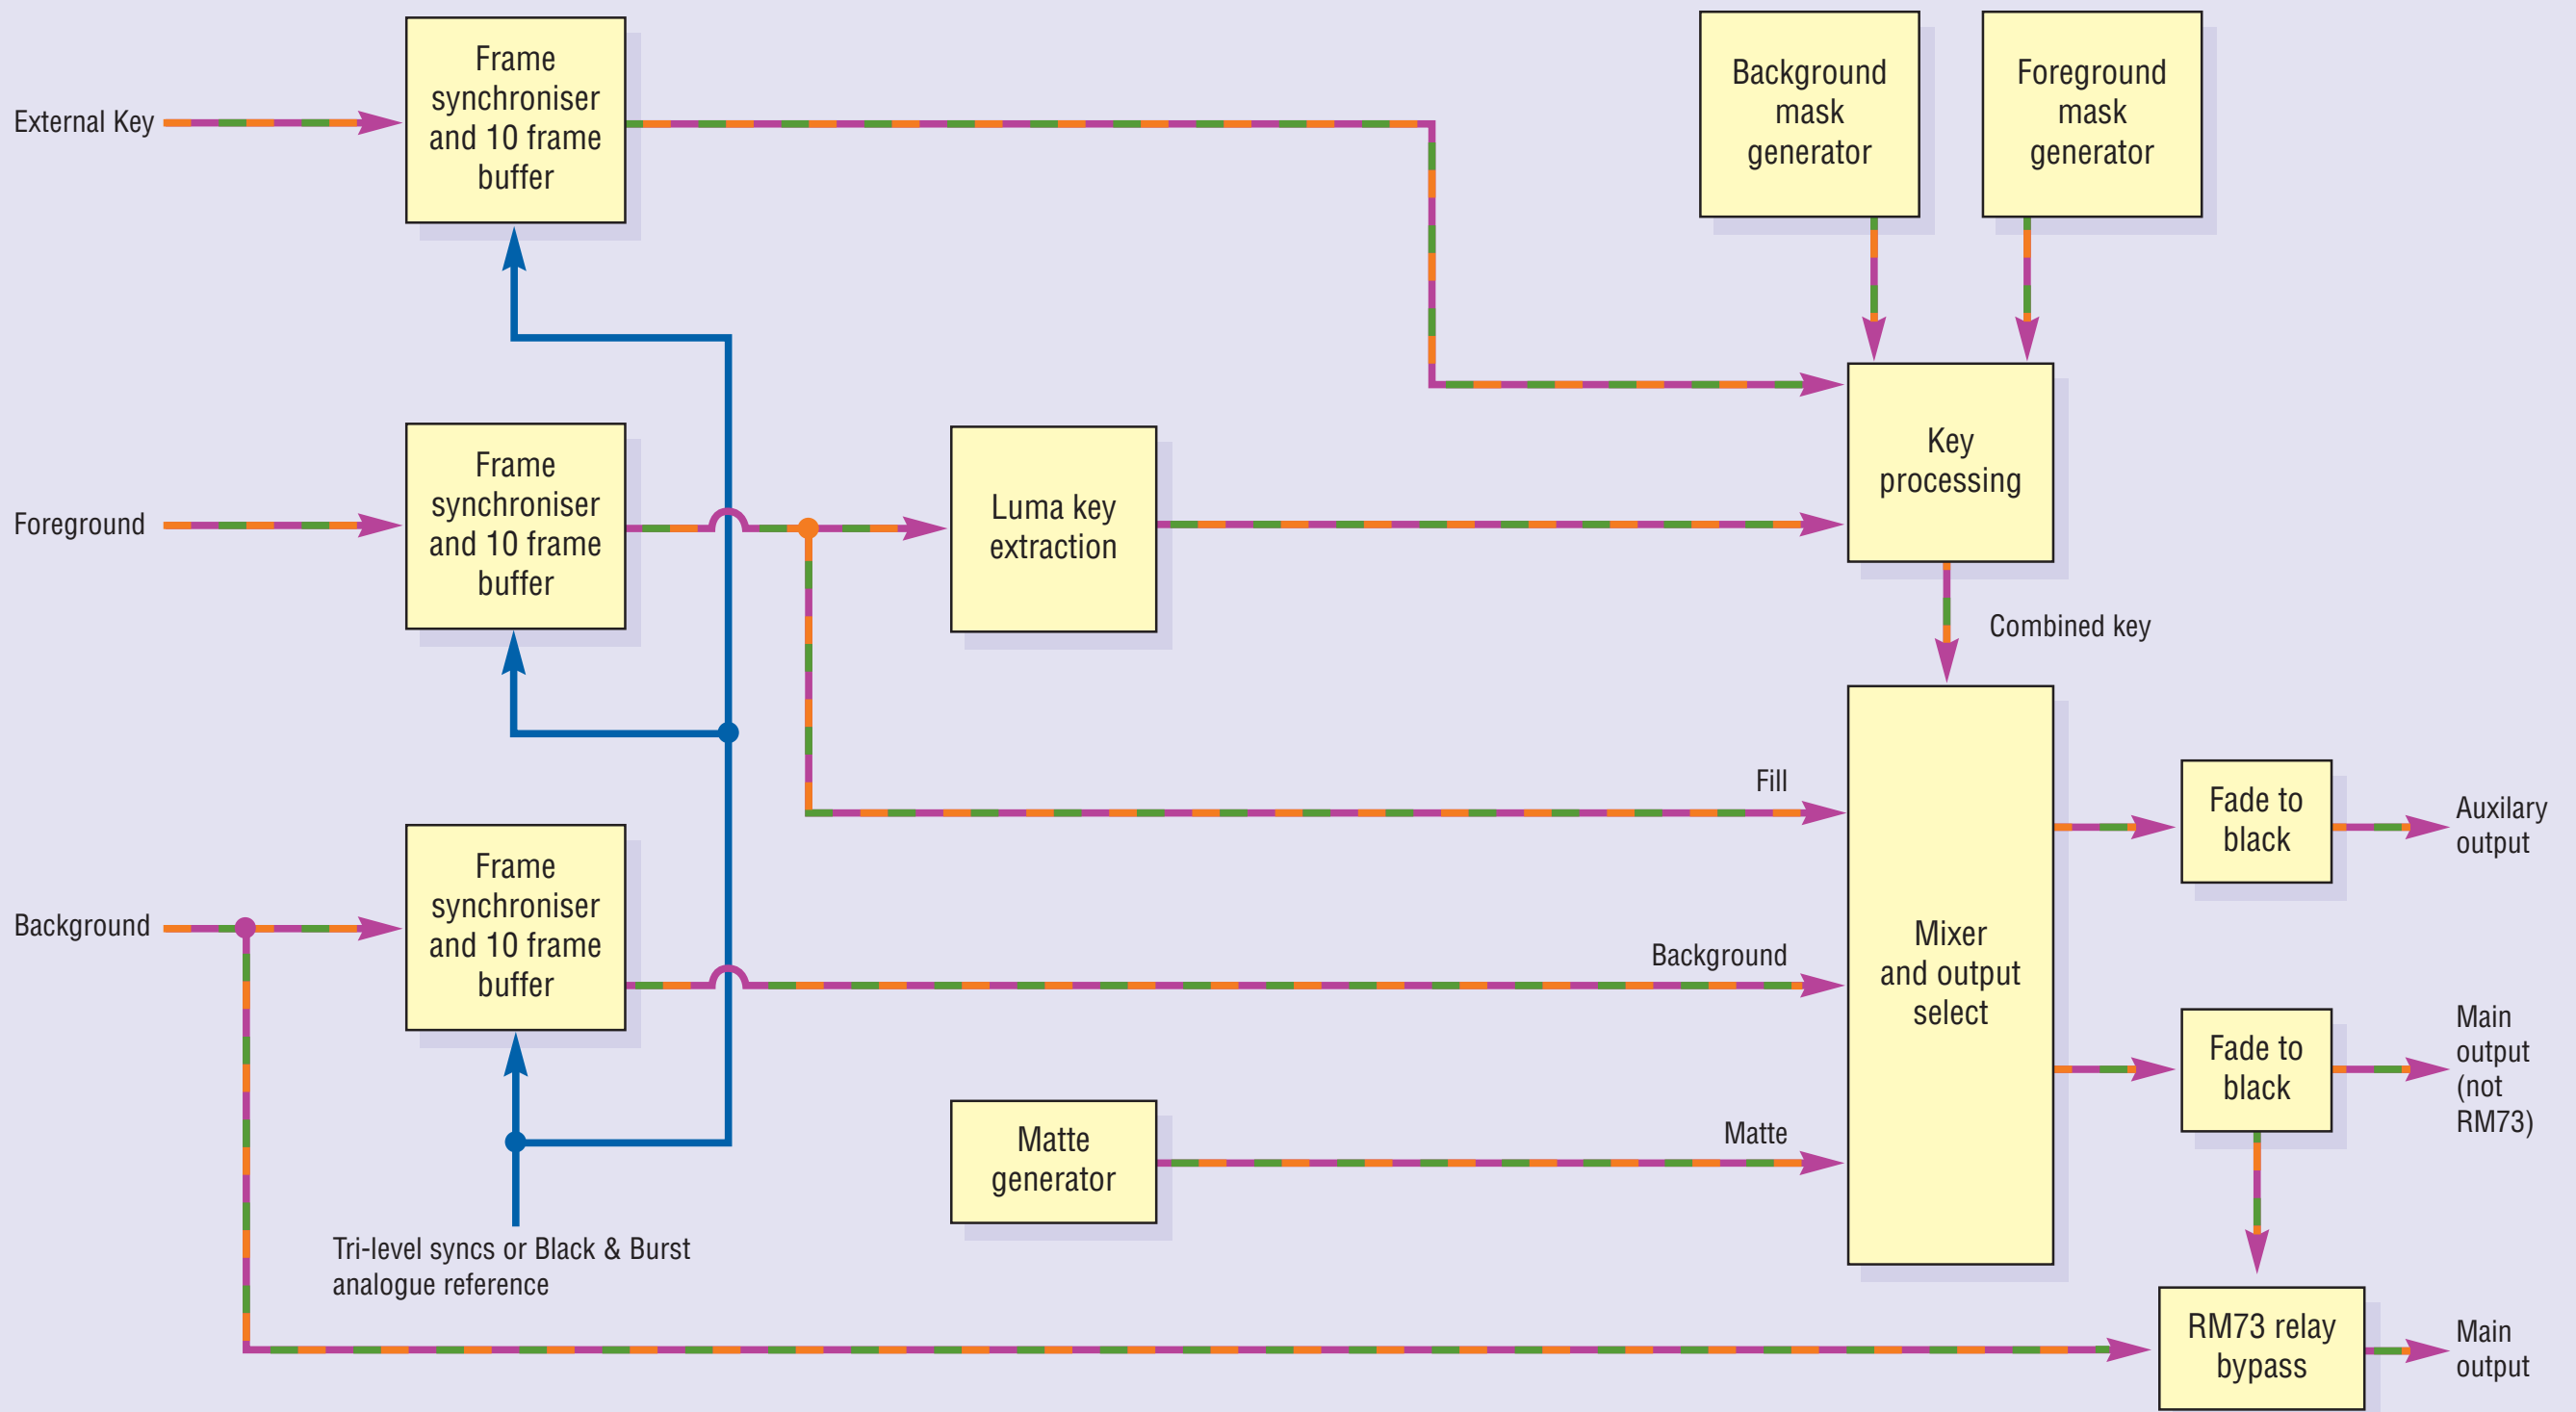 Frame
synchroniser
and 10 frame
buffer
Background
mask
generator
Foreground
mask
generator
External Key
Key
processing
Frame
synchroniser
and 10 frame
buffer
Luma key
extraction
Foreground
Combined key
Fill
Fade to
black
Auxilary
output
Frame
synchroniser
and 10 frame
buffer
Background
Background
Mixer
and output
select
Fade to
black
Main
output
(not
RM73)
Matte
generator
Matte
Tri-level syncs or Black & Burst
analogue reference
RM73 relay
bypass
Main
output